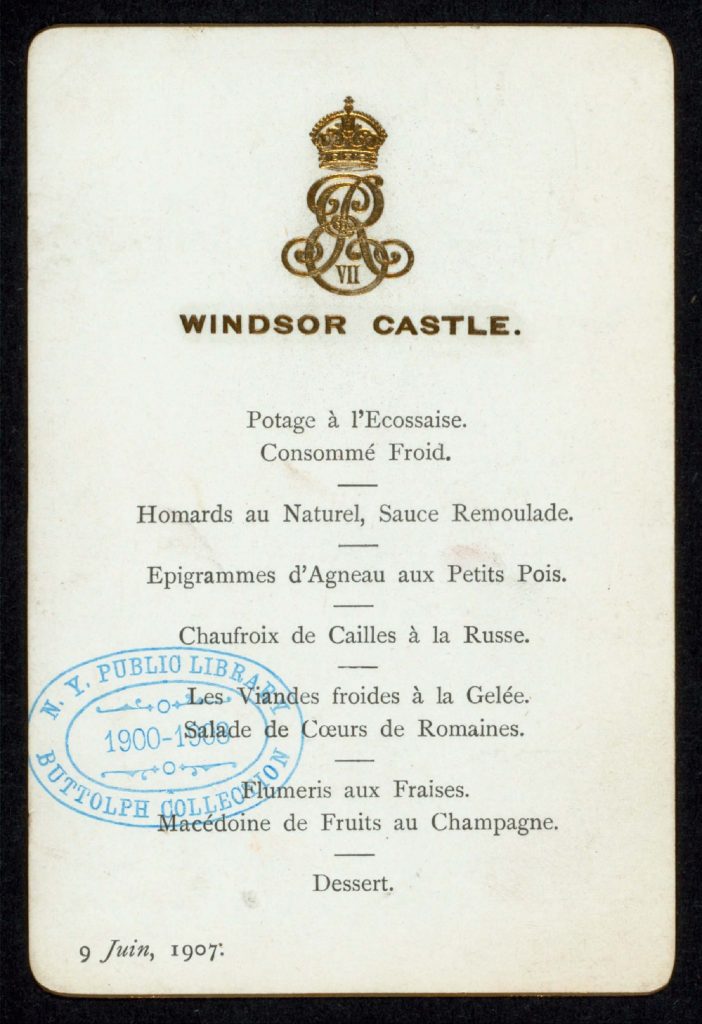 VII
WINDSOR CASTLE.
Potage à l'Ecossaise.
Consommé Froid.
Homards au Naturel, Sauce Remoulade.
Epigrammes d'Agneau aux Petits Pois.
Chaufroix de Cailles à la Russe.
Les Viandes froides à la Gelée.
Salade de Cœurs de Romaines.
Flumeris aux Fraises.
Macédoine de Fruits au Champagne.
Dessert.
9 Juin, 1907.
N. Y. PUBLIC LIBRARY
BUTTOLPH COLLECTION